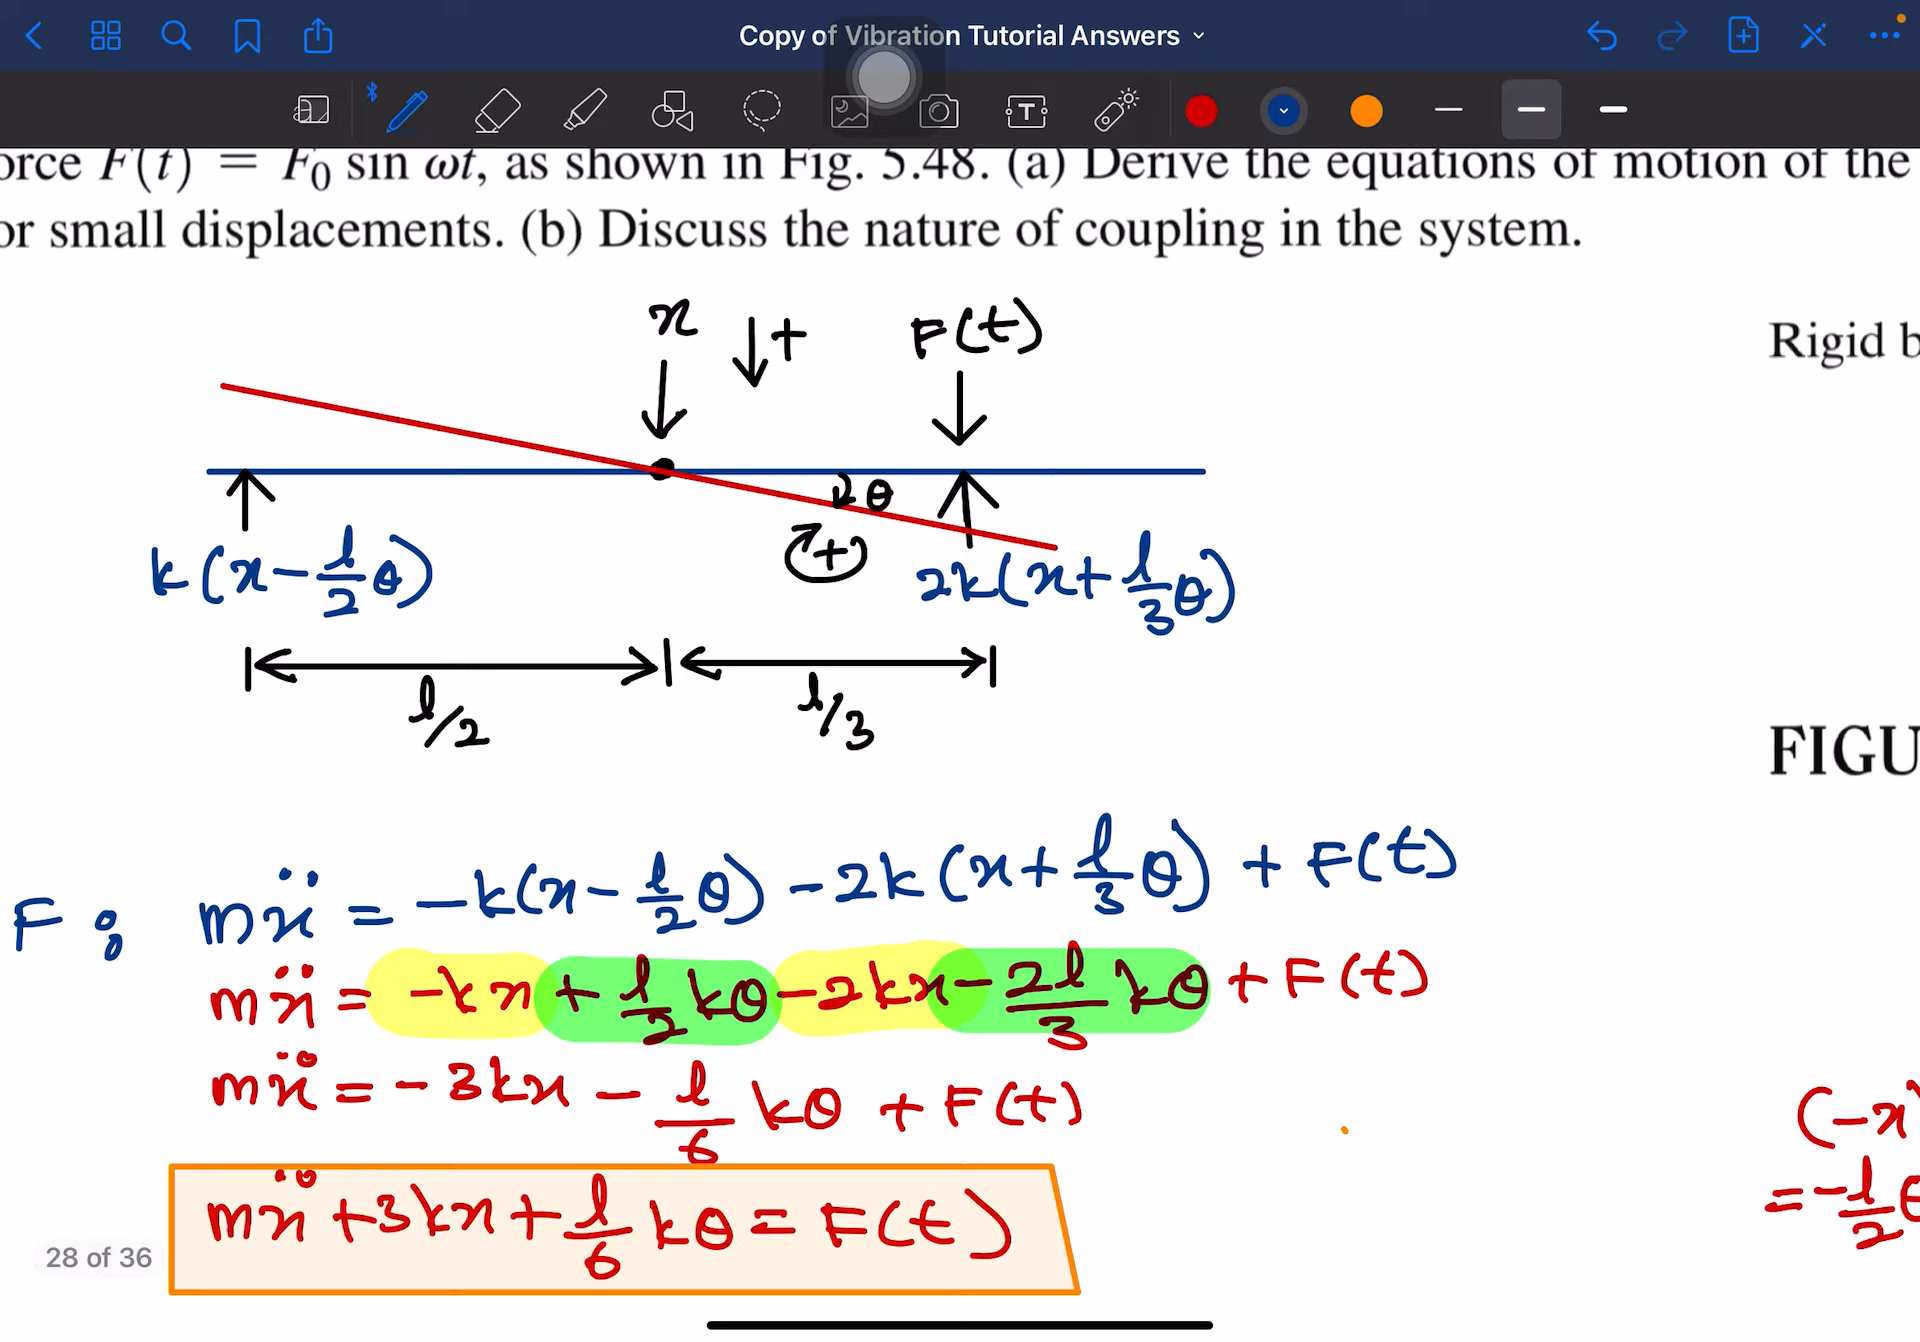 Copy of Vibration Tutorial Answers
T
orce F(t) = F₀ sin ωt, as shown in Fig. 5.48. (a) Derive the equations of motion of the
or small displacements. (b) Discuss the nature of coupling in the system.
x ↓+ F(t)
Rigid b
θ
+
k(x-l/2 θ) 2k(x+l/3 θ)
l/2 l/3
FIGU
F: mẍ = -k(x-l/2 θ) -2k(x+l/3 θ) + F(t)
mẍ = -kx + l/2 kθ -2kx - 2l/3 kθ + F(t)
mẍ = -3kx - l/6 kθ + F(t)
(-x
mẍ +3kx + l/6 kθ = F(t)
= -l/2 θ
28 of 36